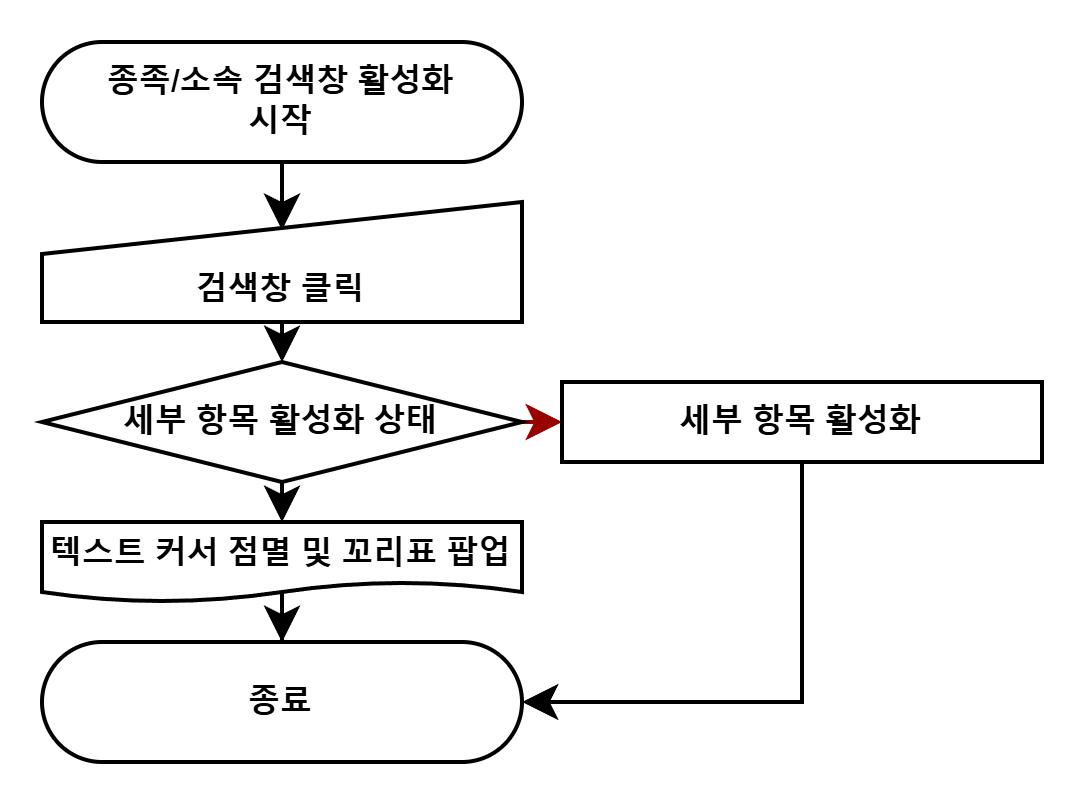 종족/소속 검색창 활성화
시작
검색창 클릭
세부 항목 활성화 상태
세부 항목 활성화
텍스트 커서 점멸 및 꼬리표 팝업
종료